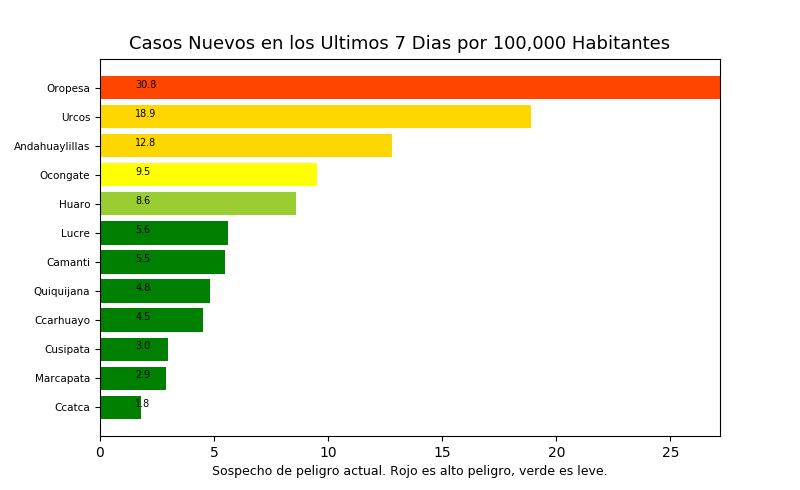 Casos Nuevos en los Ultimos 7 Dias por 100,000 Habitantes
Oropesa 30.8
Urcos 18.9
Andahuaylillas 12.8
Ocongate 9.5
Huaro 8.6
Lucre 5.6
Camanti 5.5
Quiquijana 4.8
Ccarhuayo 4.5
Cusipata 3.0
Marcapata 2.9
Ccatca 1.8
0 5 10 15 20 25
Sospecho de peligro actual. Rojo es alto peligro, verde es leve.